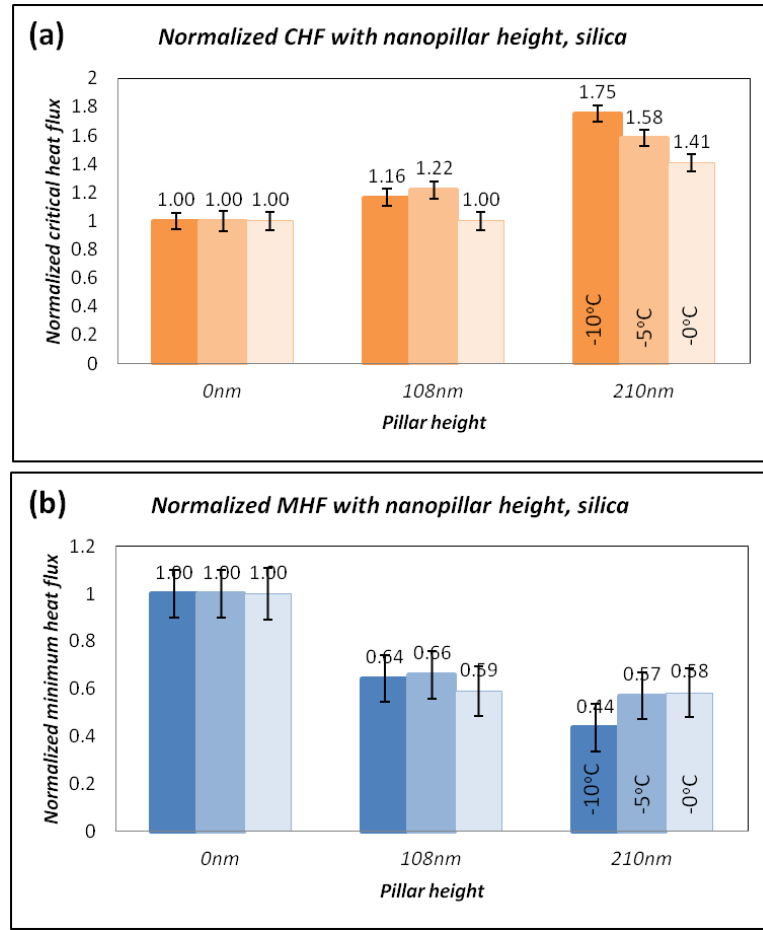 (a)
Normalized CHF with nanopillar height, silica
Normalized critical heat flux
2
1.8
1.6
1.4
1.2
1
0.8
0.6
0.4
0.2
0
1.00 1.00 1.00
1.16 1.22 1.00
1.75 1.58 1.41
-10°C -5°C -0°C
0nm 108nm 210nm
Pillar height
(b)
Normalized MHF with nanopillar height, silica
Normalized minimum heat flux
1.2
1
0.8
0.6
0.4
0.2
0
1.00 1.00 1.00
0.64 0.66 0.59
0.44 0.57 0.58
-10°C -5°C -0°C
0nm 108nm 210nm
Pillar height